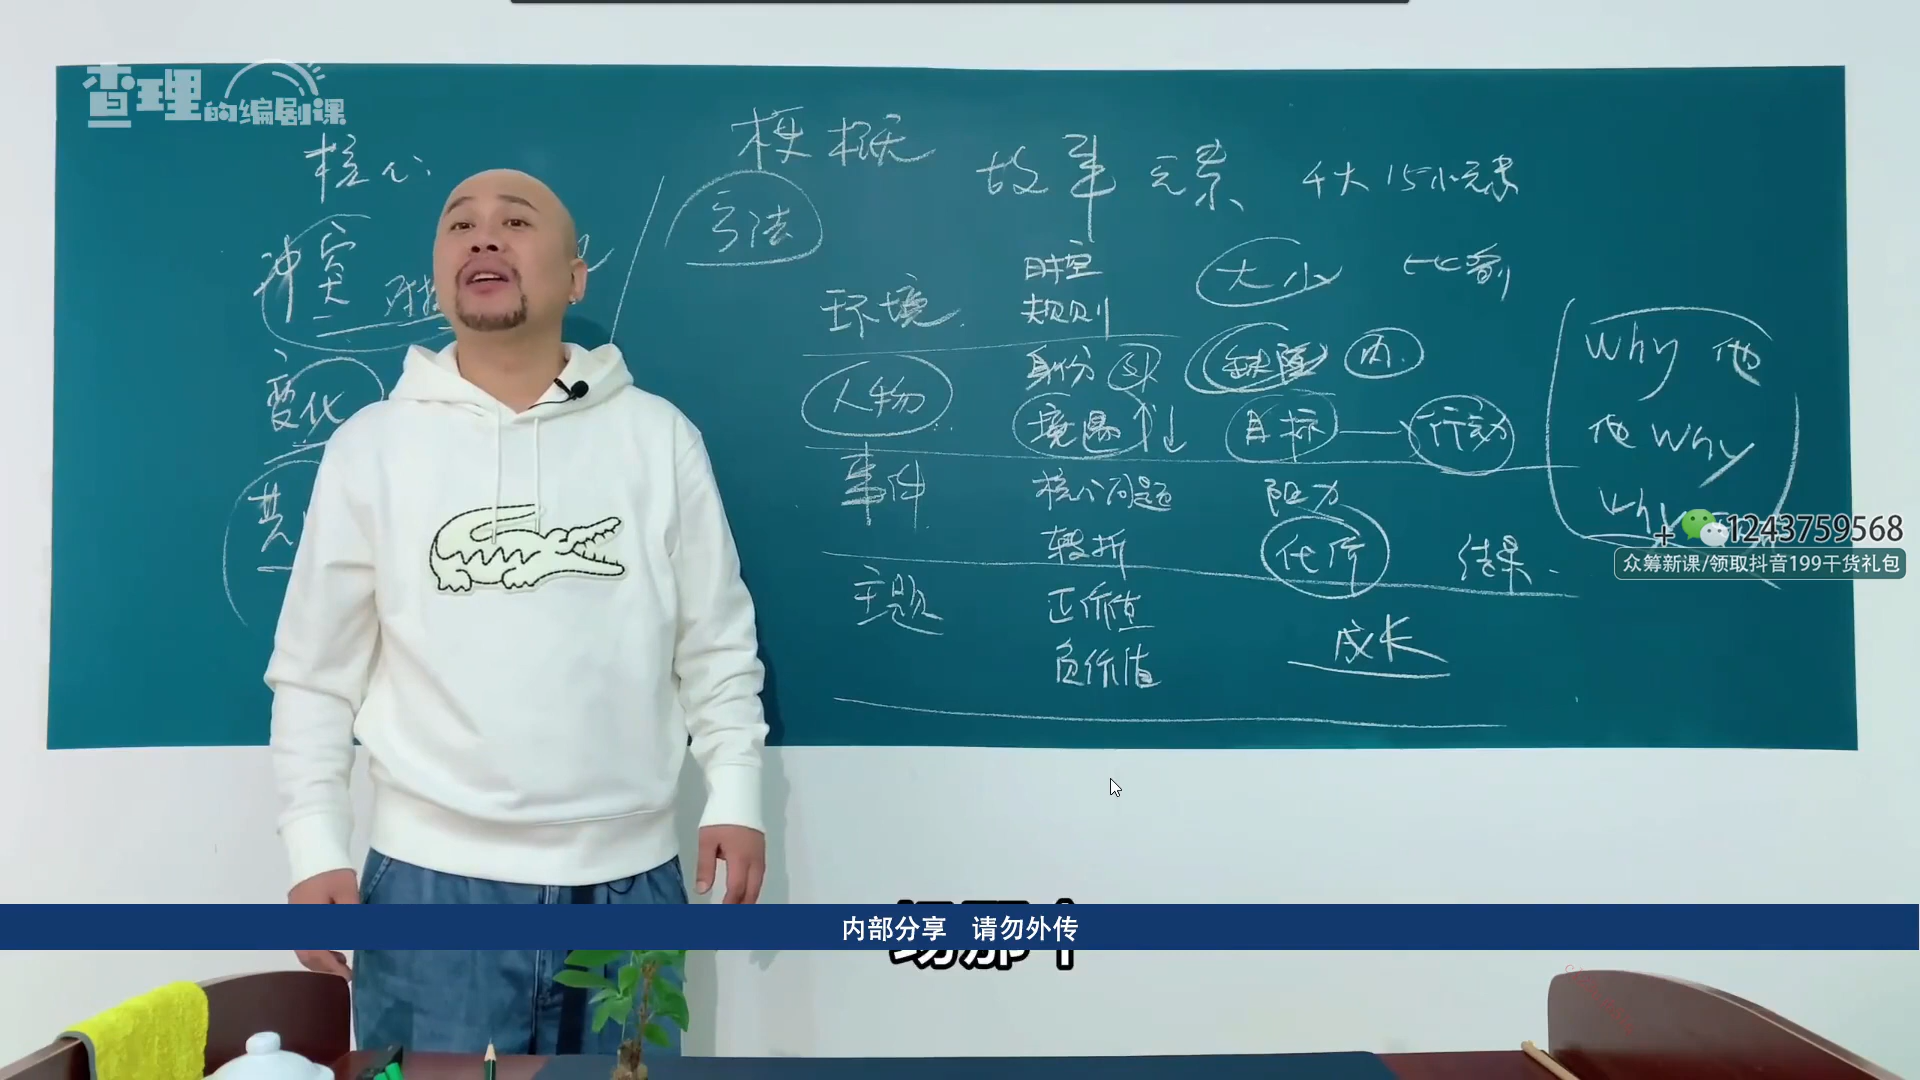 查理的编剧课
核心
梗概
故事元素
4大15小元素
方法
冲突
变化
环境
时空
规则
大小
比例
人物
身份 外 缺陷 内
境遇 ↑↓ 目标 → 行动
事件
核心问题 阻力
转折 代价 结果
主题
正价值
负价值
成长
Why 他
他 Why
Why
+ 1243759568
众筹新课/领取抖音199干货礼包
内部分享 请勿外传